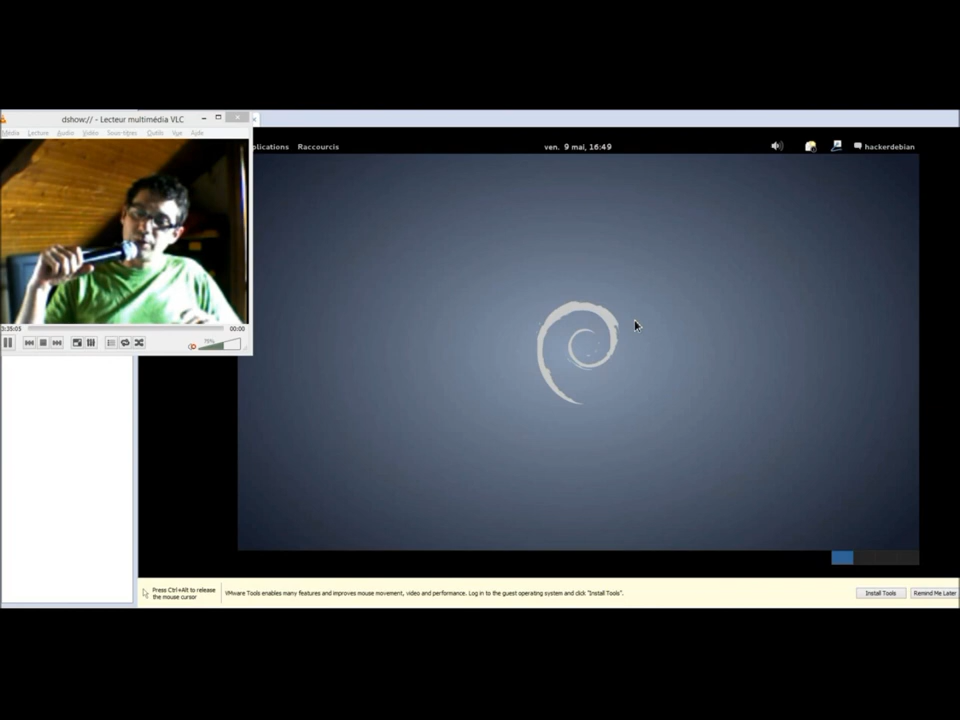 dshow:// - Lecteur multimédia VLC
Média Lecture Audio Vidéo Sous-titres Outils Vue Aide
plications Raccourcis ven. 9 mai, 16:49 hackerdebian
3:35:05 00:00
79%
Press Ctrl+Alt to release
the mouse cursor
VMware Tools enables many features and improves mouse movement, video and performance. Log in to the guest operating system and click "Install Tools".
Install Tools
Remind Me Later